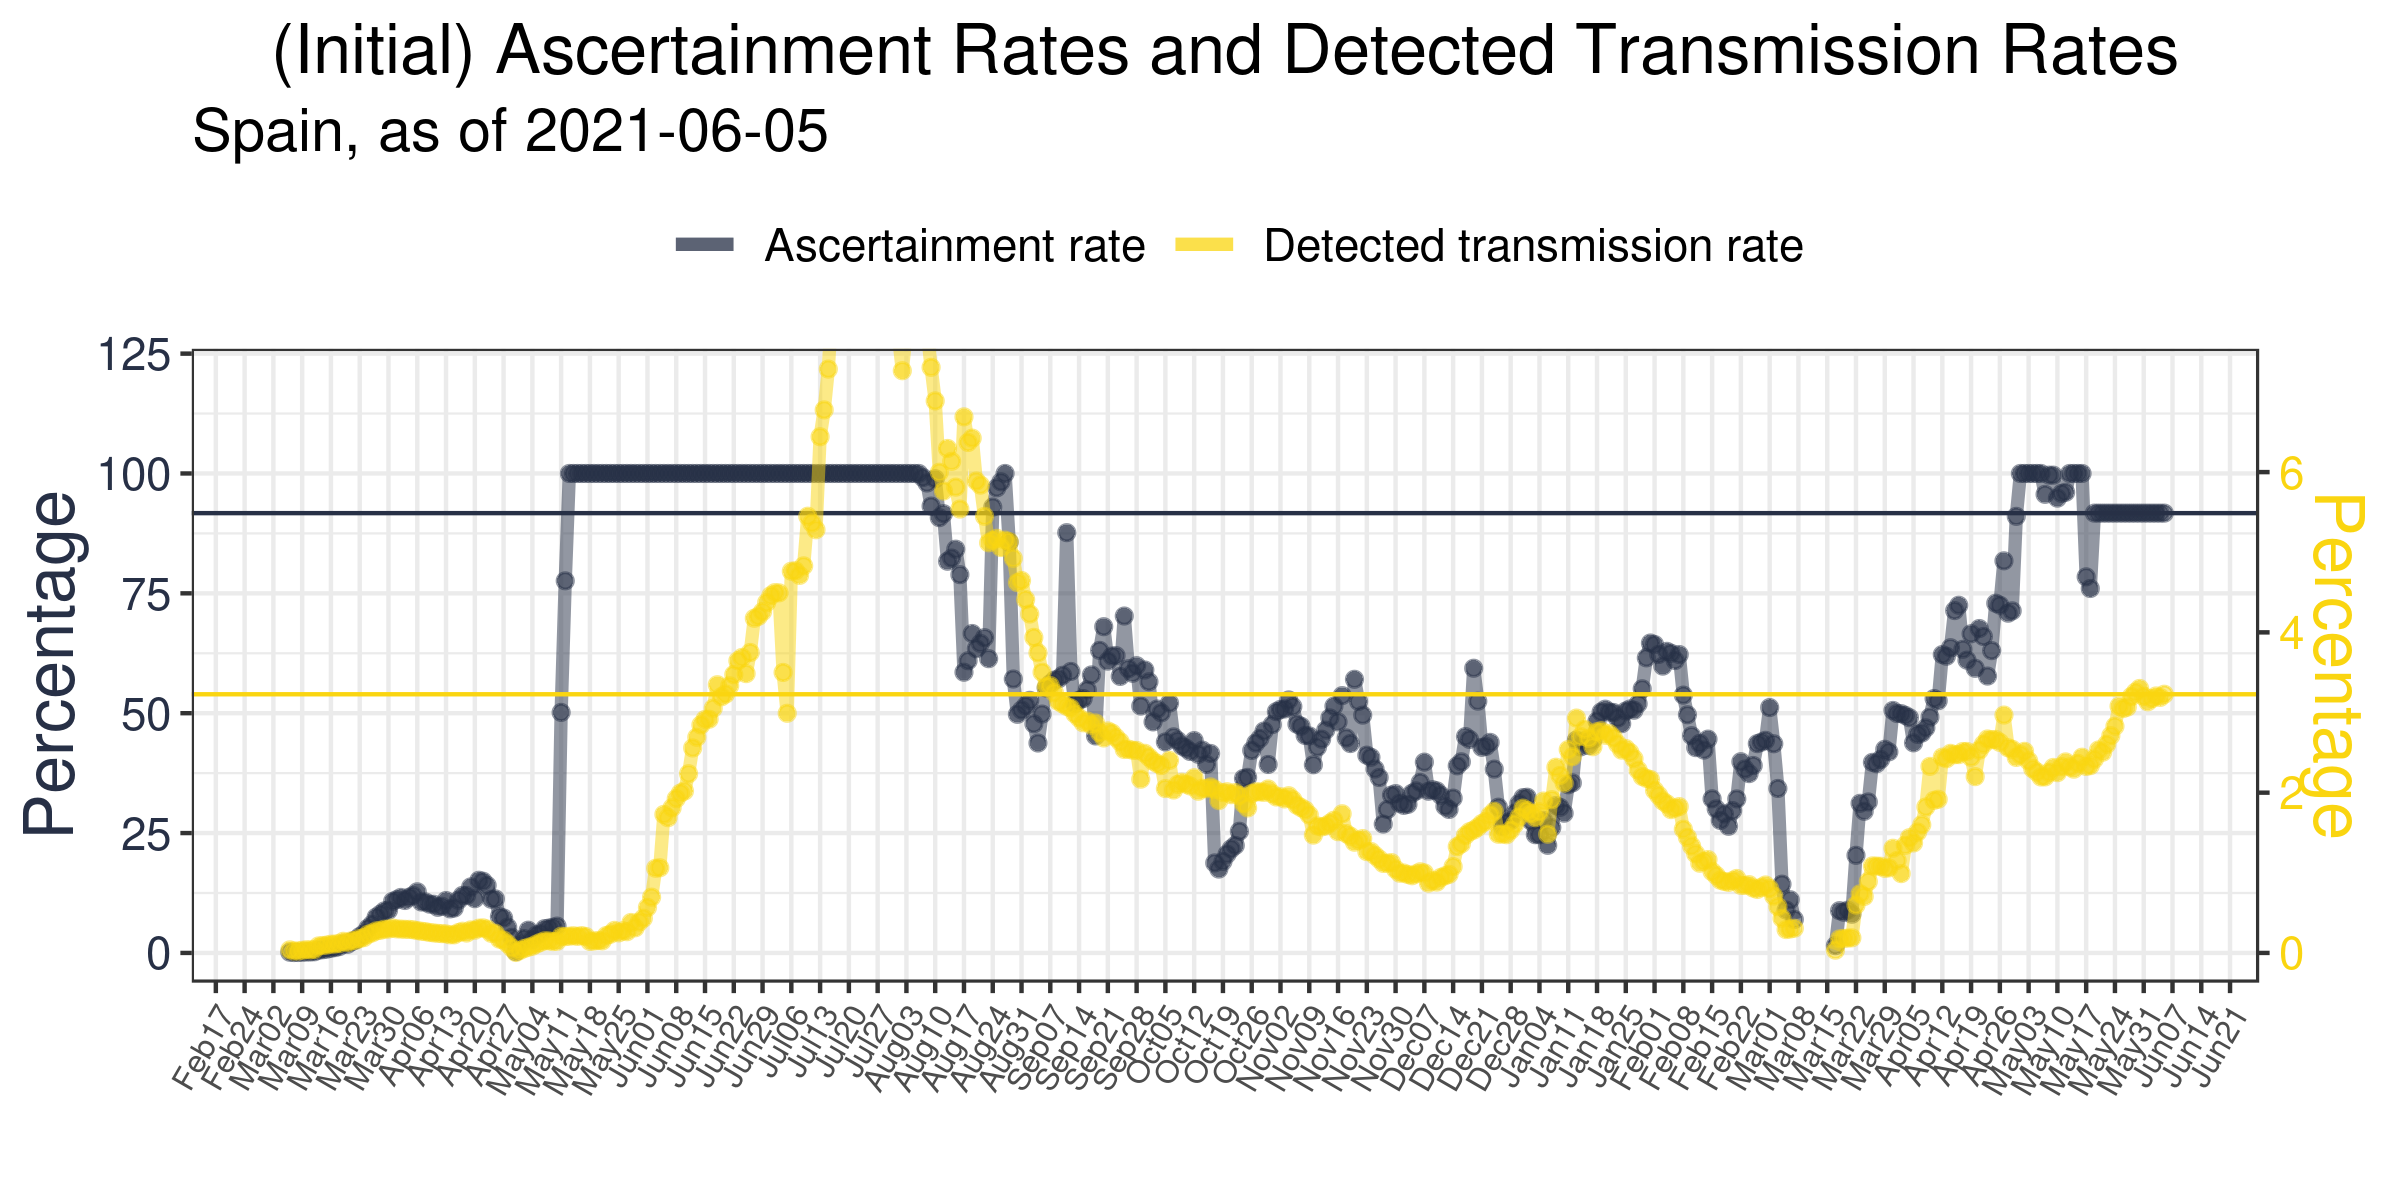 (Initial) Ascertainment Rates and Detected Transmission Rates
Spain, as of 2021-06-05
Ascertainment rate Detected transmission rate
125
100
75
50
25
0
Percentage
6
4
2
0
Percentage
Feb17 Feb24 Mar02 Mar09 Mar16 Mar23 Mar30 Apr06 Apr13 Apr20 Apr27 May04 May11 May18 May25 Jun01 Jun08 Jun15 Jun22 Jun29 Jul06 Jul13 Jul20 Jul27 Aug03 Aug10 Aug17 Aug24 Aug31 Sep07 Sep14 Sep21 Sep28 Oct05 Oct12 Oct19 Oct26 Nov02 Nov09 Nov16 Nov23 Nov30 Dec07 Dec14 Dec21 Dec28 Jan04 Jan11 Jan18 Jan25 Feb01 Feb08 Feb15 Feb22 Mar01 Mar08 Mar15 Mar22 Mar29 Apr05 Apr12 Apr19 Apr26 May03 May10 May17 May24 May31 Jun07 Jun14 Jun21